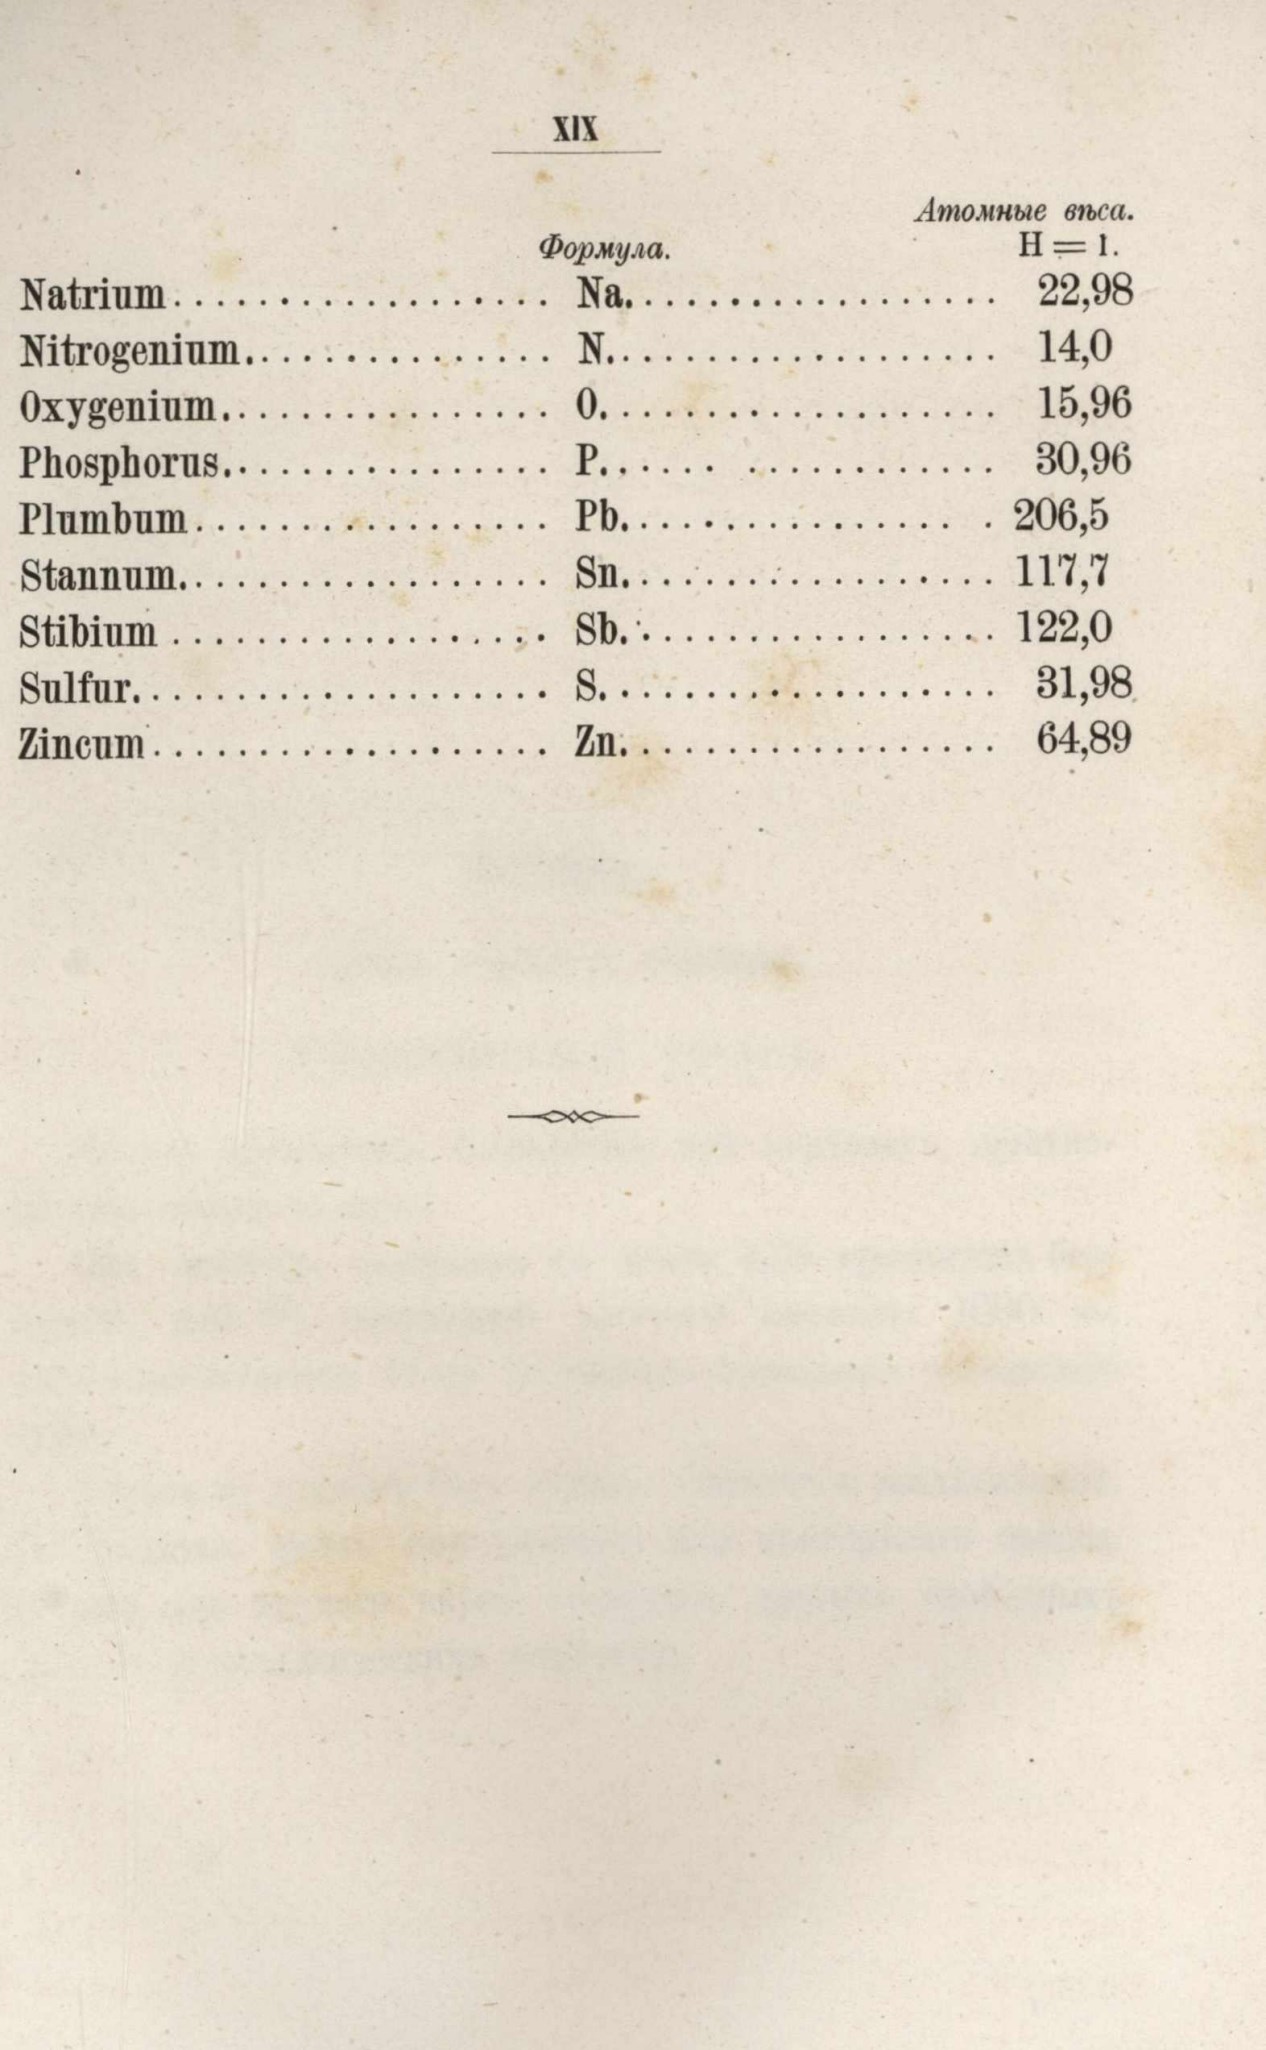 XIX
Атомные вѣса.
Формула. H = 1.
Natrium................... Na................... 22,98
Nitrogenium............... N................... 14,0
Oxygenium................ O................... 15,96
Phosphorus................ P...... ............ 30,96
Plumbum................. Pb................. . 206,5
Stannum.................. Sn.................. 117,7
Stibium .................. Sb.................. 122,0
Sulfur.................... S................... 31,98
Zincum................... Zn.................. 64,89